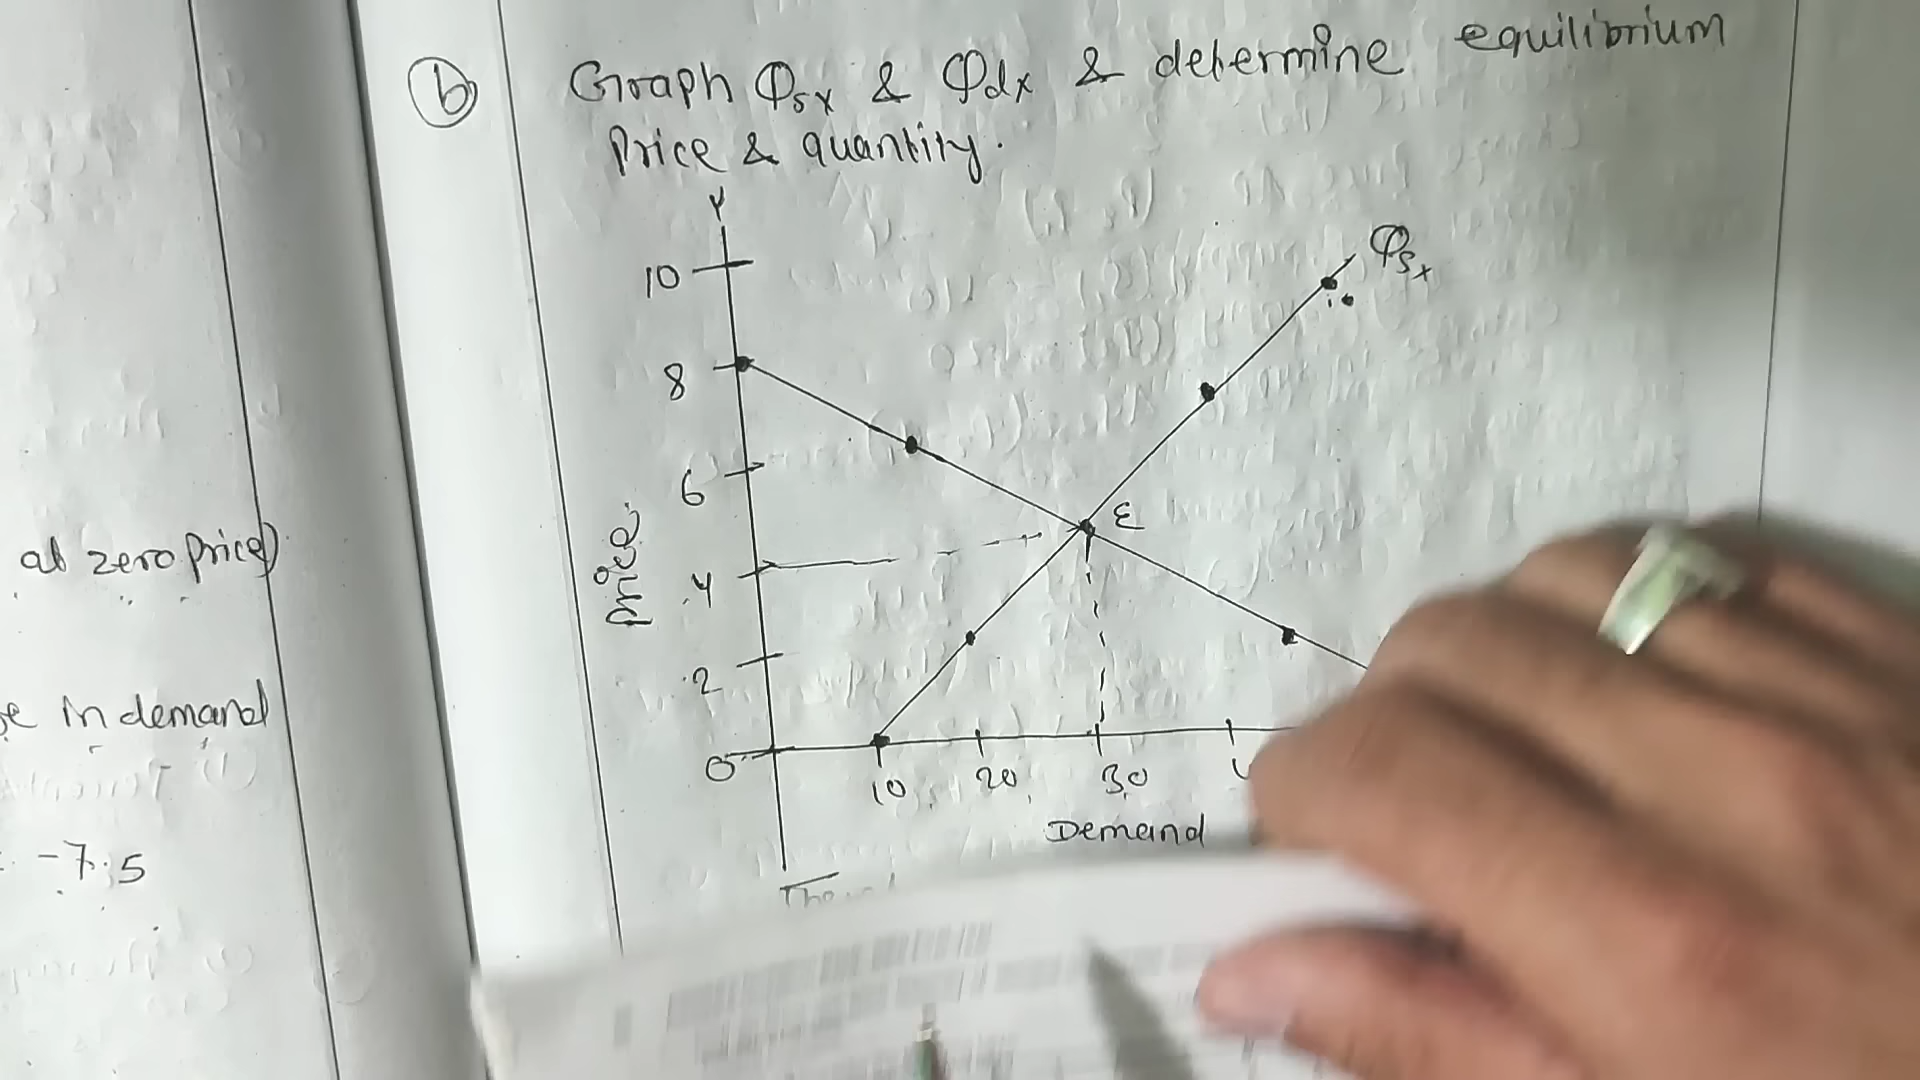 b Graph Qsx & Qdx & determine equilibrium
Price & quantity.
Y
10
8
6
4
2
0
Price.
Qsx
E
10 20 30
Demand
at zero price)
in demand
-7.5